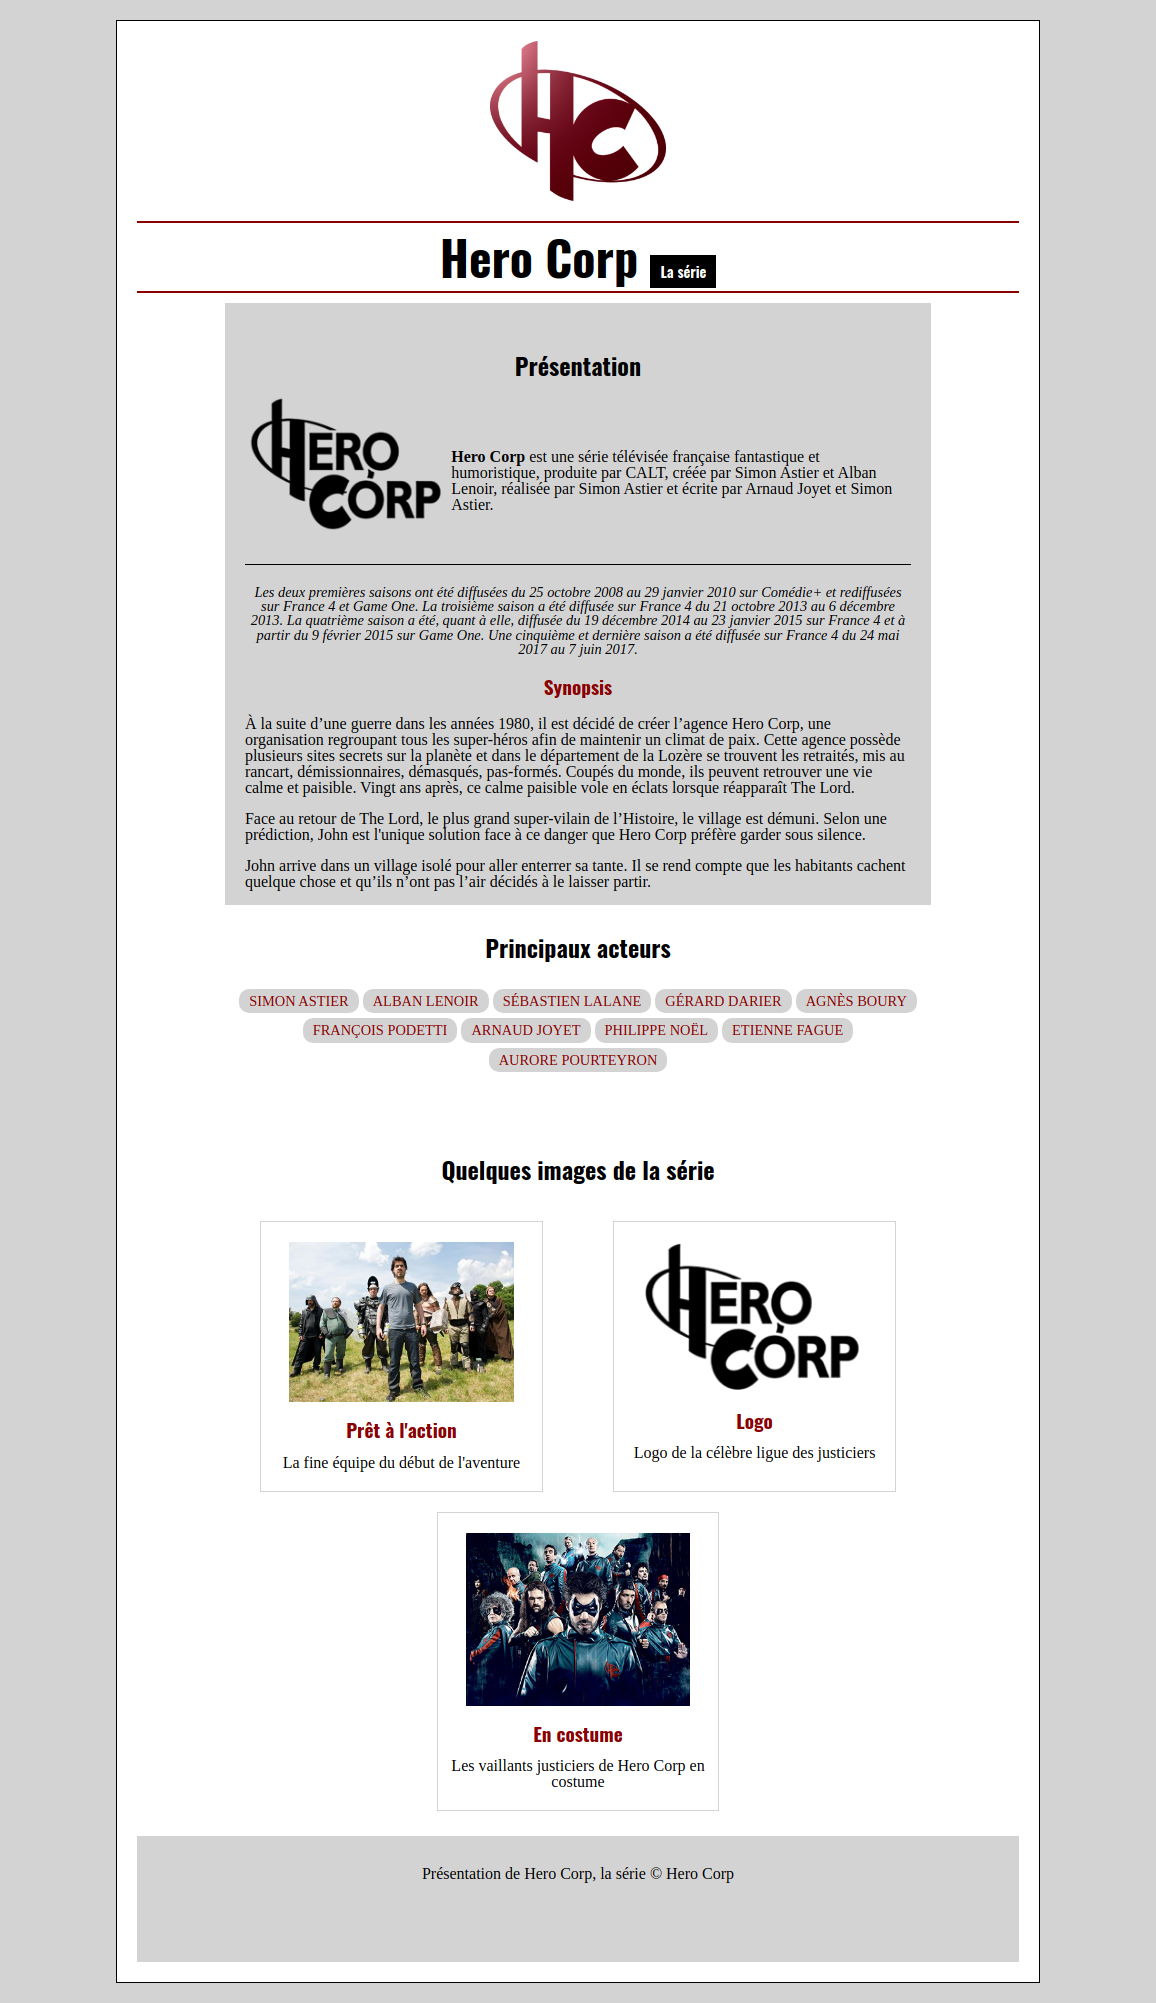 HC
Hero Corp La série
Présentation
HERO
CORP
Hero Corp est une série télévisée française fantastique et
humoristique, produite par CALT, créée par Simon Astier et Alban
Lenoir, réalisée par Simon Astier et écrite par Arnaud Joyet et Simon
Astier.
Les deux premières saisons ont été diffusées du 25 octobre 2008 au 29 janvier 2010 sur Comédie+ et rediffusées
sur France 4 et Game One. La troisième saison a été diffusée sur France 4 du 21 octobre 2013 au 6 décembre
2013. La quatrième saison a été, quant à elle, diffusée du 19 décembre 2014 au 23 janvier 2015 sur France 4 et à
partir du 9 février 2015 sur Game One. Une cinquième et dernière saison a été diffusée sur France 4 du 24 mai
2017 au 7 juin 2017.
Synopsis
À la suite d’une guerre dans les années 1980, il est décidé de créer l’agence Hero Corp, une
organisation regroupant tous les super-héros afin de maintenir un climat de paix. Cette agence possède
plusieurs sites secrets sur la planète et dans le département de la Lozère se trouvent les retraités, mis au
rancart, démissionnaires, démasqués, pas-formés. Coupés du monde, ils peuvent retrouver une vie
calme et paisible. Vingt ans après, ce calme paisible vole en éclats lorsque réapparaît The Lord.
Face au retour de The Lord, le plus grand super-vilain de l’Histoire, le village est démuni. Selon une
prédiction, John est l'unique solution face à ce danger que Hero Corp préfère garder sous silence.
John arrive dans un village isolé pour aller enterrer sa tante. Il se rend compte que les habitants cachent
quelque chose et qu’ils n’ont pas l’air décidés à le laisser partir.
Principaux acteurs
SIMON ASTIER ALBAN LENOIR SÉBASTIEN LALANE GÉRARD DARIER AGNÈS BOURY
FRANÇOIS PODETTI ARNAUD JOYET PHILIPPE NOËL ETIENNE FAGUE
AURORE POURTEYRON
Quelques images de la série
Prêt à l'action
La fine équipe du début de l'aventure
HERO
CORP
Logo
Logo de la célèbre ligue des justiciers
En costume
Les vaillants justiciers de Hero Corp en
costume
Présentation de Hero Corp, la série © Hero Corp